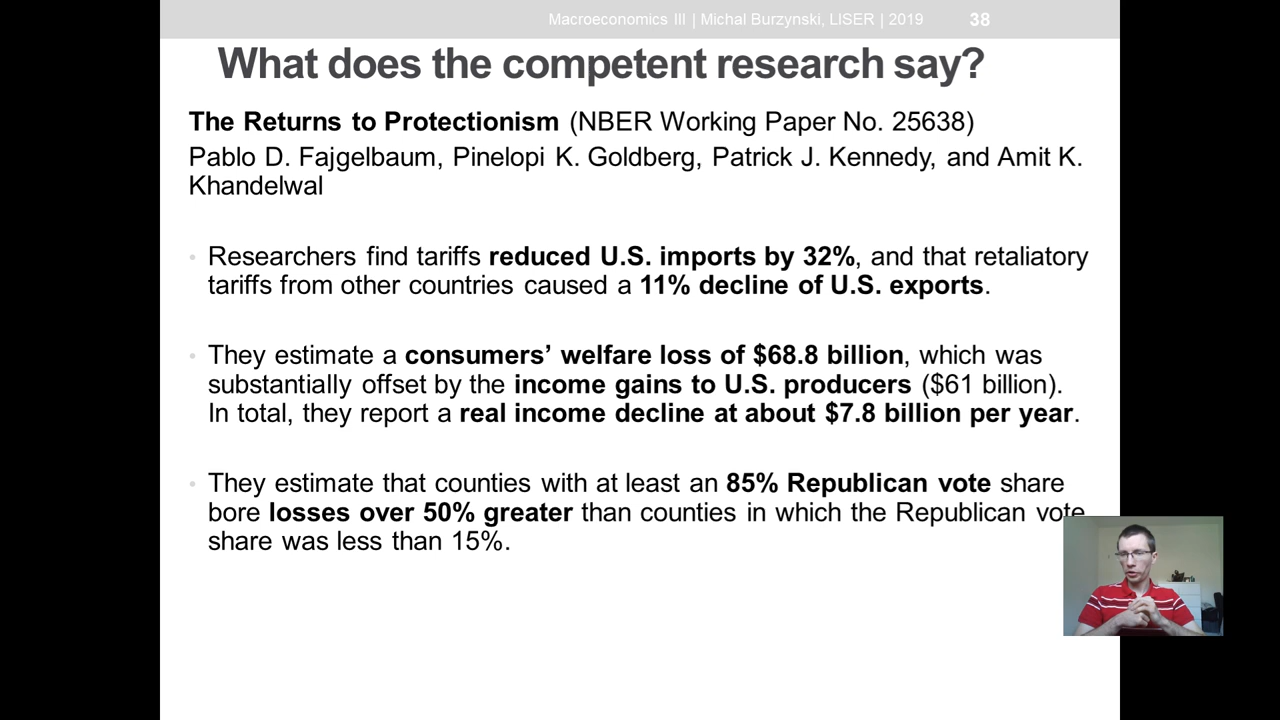 Macroeconomics III | Michal Burzynski, LISER | 2019 38
What does the competent research say?
The Returns to Protectionism (NBER Working Paper No. 25638)
Pablo D. Fajgelbaum, Pinelopi K. Goldberg, Patrick J. Kennedy, and Amit K.
Khandelwal
• Researchers find tariffs reduced U.S. imports by 32%, and that retaliatory
tariffs from other countries caused a 11% decline of U.S. exports.
• They estimate a consumers’ welfare loss of $68.8 billion, which was
substantially offset by the income gains to U.S. producers ($61 billion).
In total, they report a real income decline at about $7.8 billion per year.
• They estimate that counties with at least an 85% Republican vote share
bore losses over 50% greater than counties in which the Republican vote
share was less than 15%.